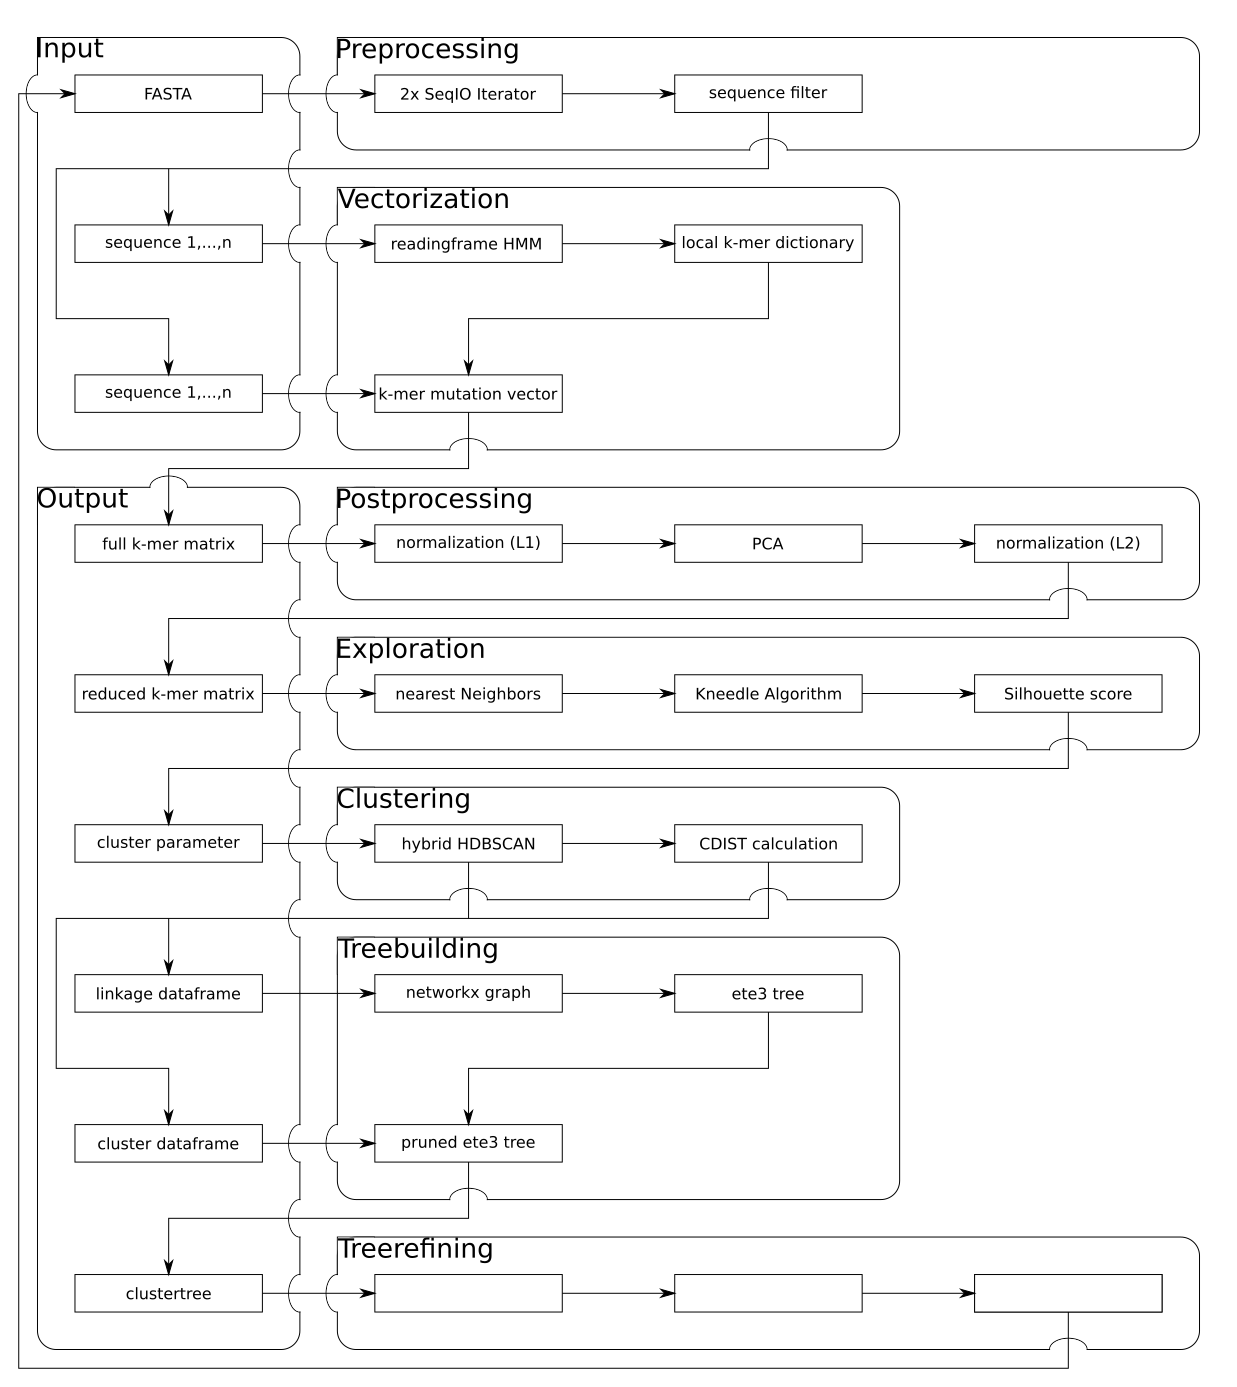 Input
Preprocessing
FASTA
2x SeqIO Iterator
sequence filter
Vectorization
sequence 1,...,n
readingframe HMM
local k-mer dictionary
sequence 1,...,n
k-mer mutation vector
Output
Postprocessing
full k-mer matrix
normalization (L1)
PCA
normalization (L2)
Exploration
reduced k-mer matrix
nearest Neighbors
Kneedle Algorithm
Silhouette score
Clustering
cluster parameter
hybrid HDBSCAN
CDIST calculation
Treebuilding
linkage dataframe
networkx graph
ete3 tree
cluster dataframe
pruned ete3 tree
Treerefining
clustertree